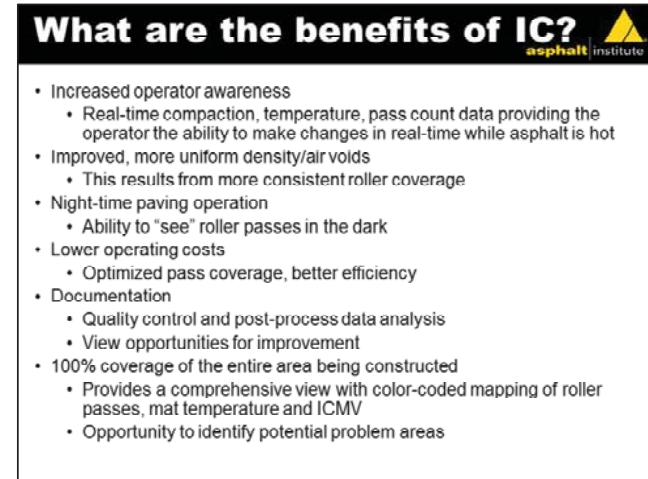 What are the benefits of IC?
asphalt institute
• Increased operator awareness
• Real-time compaction, temperature, pass count data providing the
operator the ability to make changes in real-time while asphalt is hot
• Improved, more uniform density/air voids
• This results from more consistent roller coverage
• Night-time paving operation
• Ability to “see” roller passes in the dark
• Lower operating costs
• Optimized pass coverage, better efficiency
• Documentation
• Quality control and post-process data analysis
• View opportunities for improvement
• 100% coverage of the entire area being constructed
• Provides a comprehensive view with color-coded mapping of roller
passes, mat temperature and ICMV
• Opportunity to identify potential problem areas